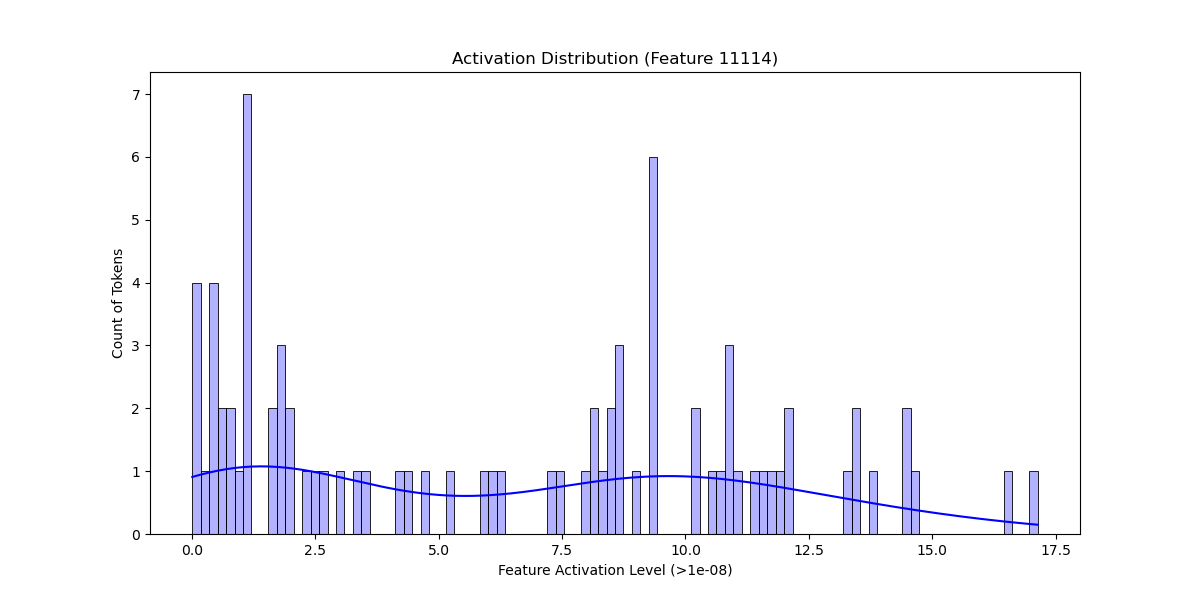 Activation Distribution (Feature 11114)
Count of Tokens
7
6
5
4
3
2
1
0
0.0 2.5 5.0 7.5 10.0 12.5 15.0 17.5
Feature Activation Level (>1e-08)